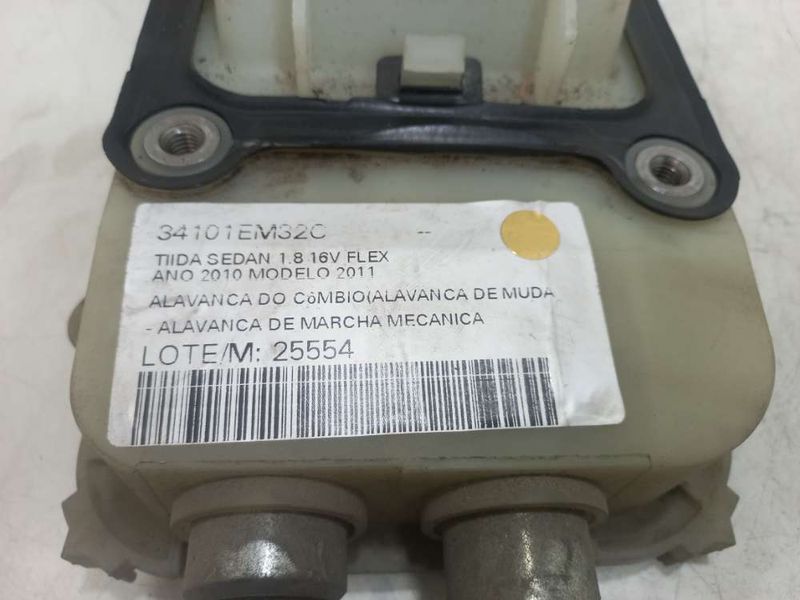 34101EM32C --
TIIDA SEDAN 1.8 16V FLEX
ANO 2010 MODELO 2011
ALAVANCA DO CôMBIO(ALAVANCA DE MUDA
- ALAVANCA DE MARCHA MECANICA
LOTE/M: 25554